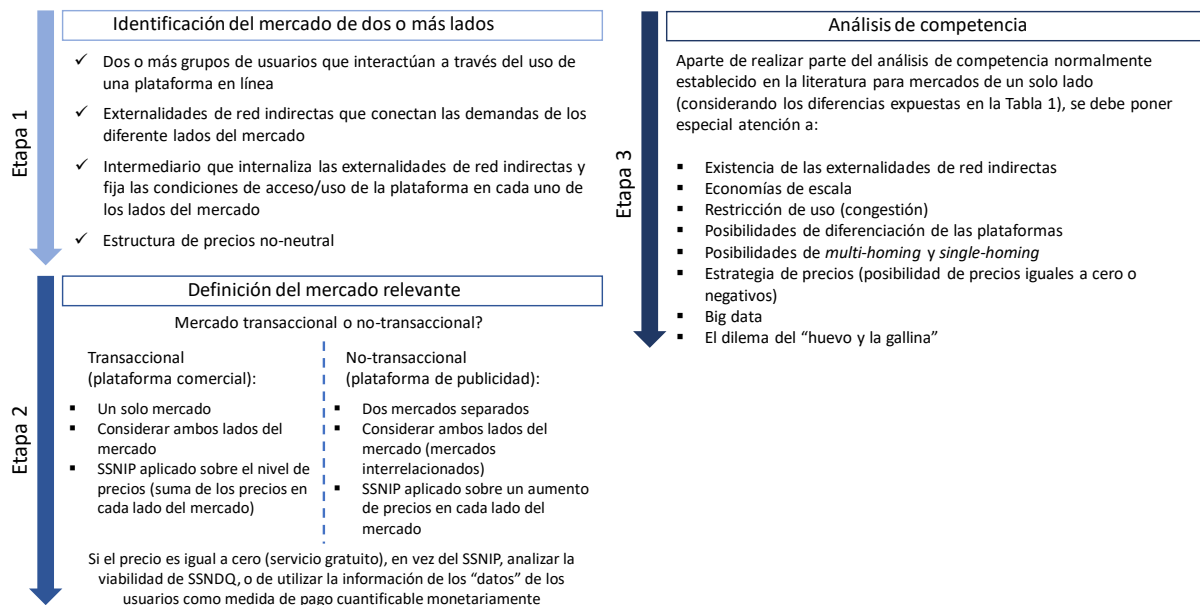 Etapa 1
Identificación del mercado de dos o más lados
✓ Dos o más grupos de usuarios que interactúan a través del uso de
una plataforma en línea
✓ Externalidades de red indirectas que conectan las demandas de los
diferente lados del mercado
✓ Intermediario que internaliza las externalidades de red indirectas y
fija las condiciones de acceso/uso de la plataforma en cada uno de
los lados del mercado
✓ Estructura de precios no-neutral
Etapa 2
Definición del mercado relevante
Mercado transaccional o no-transaccional?
Transaccional
(plataforma comercial):
▪ Un solo mercado
▪ Considerar ambos lados del
mercado
▪ SSNIP aplicado sobre el nivel de
precios (suma de los precios en
cada lado del mercado)
No-transaccional
(plataforma de publicidad):
▪ Dos mercados separados
▪ Considerar ambos lados del
mercado (mercados
interrelacionados)
▪ SSNIP aplicado sobre un aumento
de precios en cada lado del
mercado
Si el precio es igual a cero (servicio gratuito), en vez del SSNIP, analizar la
viabilidad de SSNDQ, o de utilizar la información de los “datos” de los
usuarios como medida de pago cuantificable monetariamente
Etapa 3
Análisis de competencia
Aparte de realizar parte del análisis de competencia normalmente
establecido en la literatura para mercados de un solo lado
(considerando los diferencias expuestas en la Tabla 1), se debe poner
especial atención a:
▪ Existencia de las externalidades de red indirectas
▪ Economías de escala
▪ Restricción de uso (congestión)
▪ Posibilidades de diferenciación de las plataformas
▪ Posibilidades de multi-homing y single-homing
▪ Estrategia de precios (posibilidad de precios iguales a cero o
negativos)
▪ Big data
▪ El dilema del “huevo y la gallina”